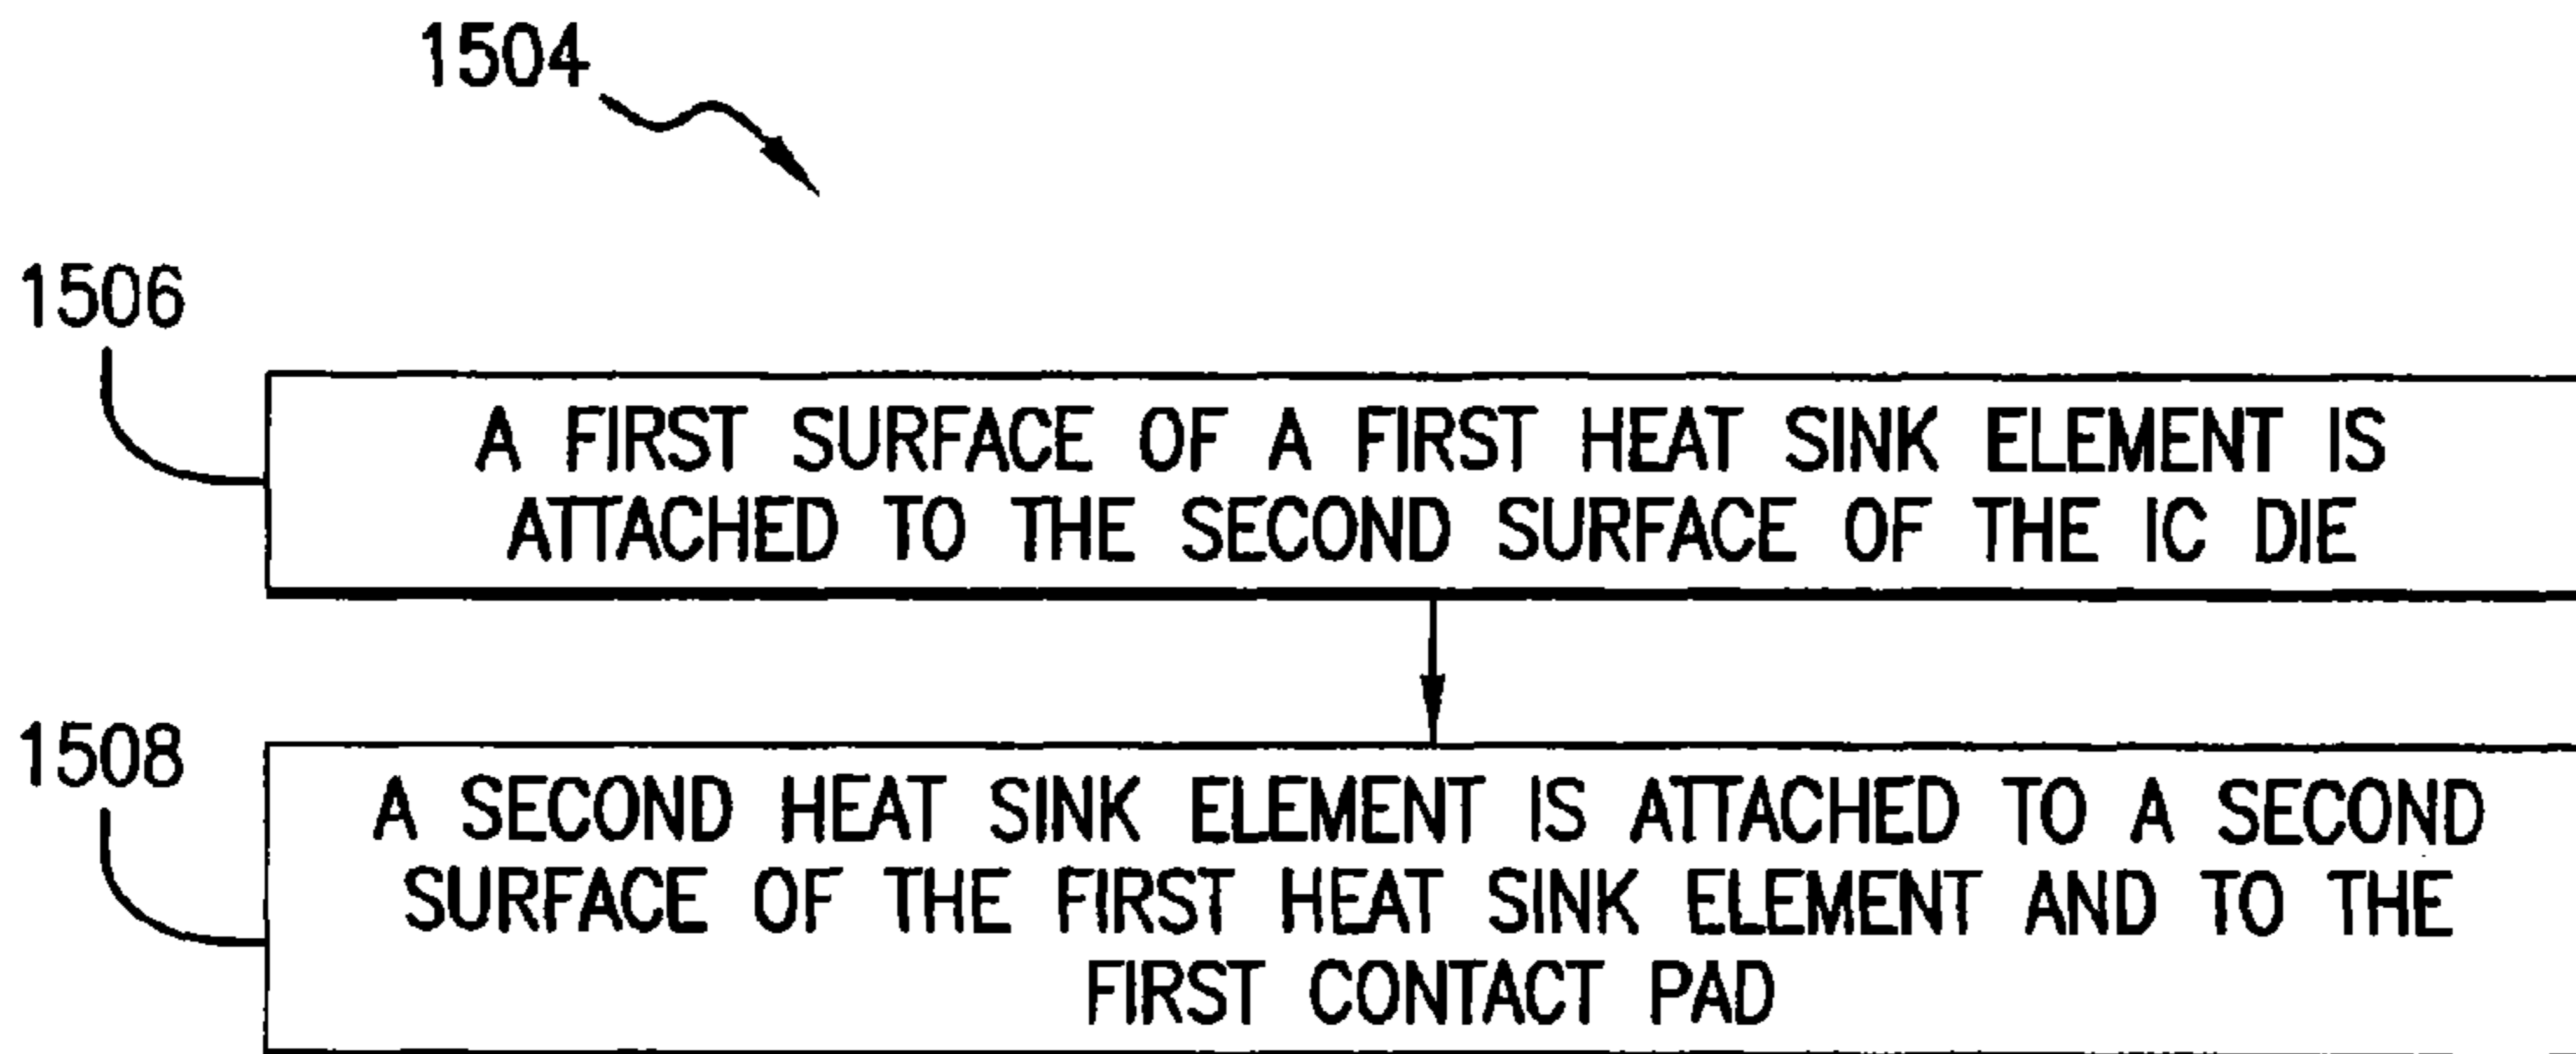 1504
1506
A FIRST SURFACE OF A FIRST HEAT SINK ELEMENT IS
ATTACHED TO THE SECOND SURFACE OF THE IC DIE
1508
A SECOND HEAT SINK ELEMENT IS ATTACHED TO A SECOND
SURFACE OF THE FIRST HEAT SINK ELEMENT AND TO THE
FIRST CONTACT PAD